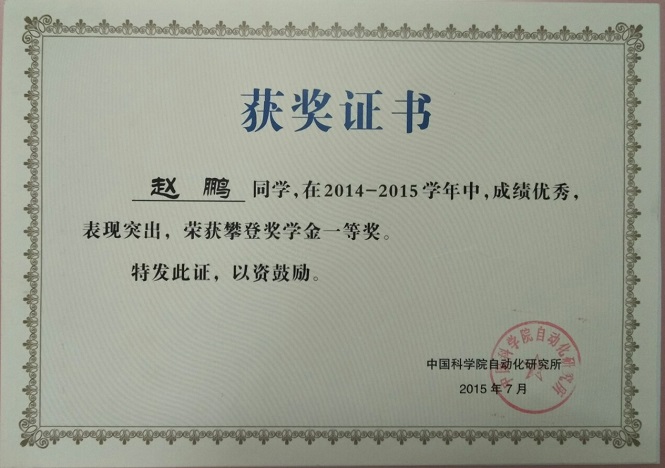 获奖证书
赵 鹏 同学,在2014-2015学年中,成绩优秀,
表现突出，荣获攀登奖学金一等奖。
特发此证，以资鼓励。
中国科学院自动化研究所
2015年7月
中国科学院自动化研究所